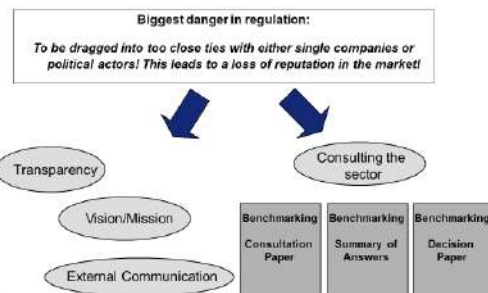 Biggest danger in regulation:
To be dragged into too close ties with either single companies or
political actors! This leads to a loss of reputation in the market!
Transparency
Vision/Mission
External Communication
Consulting the
sector
Benchmarking
Consultation
Paper
Benchmarking
Summary of
Answers
Benchmarking
Decision
Paper